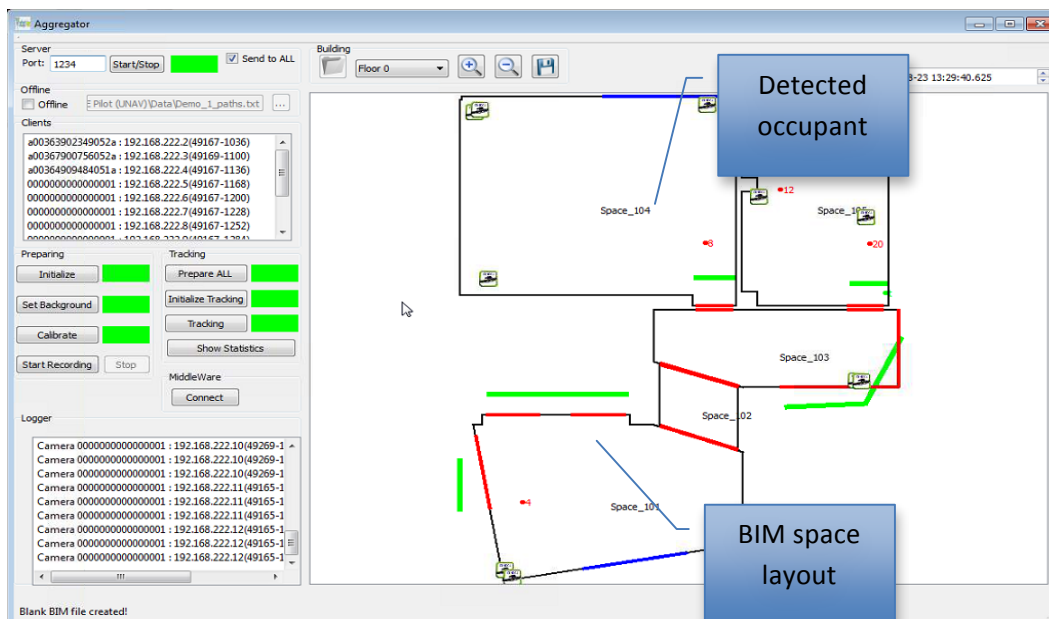 Aggregator
Server
Port: 1234 Start/Stop Send to ALL
Offline
Offline E Pilot (UNAV)\Data\Demo_1_paths.txt ...
Clients
a00363902349052a : 192.168.222.2(49167-1036)
a00367900756052a : 192.168.222.3(49169-1100)
a00364909484051a : 192.168.222.4(49167-1136)
0000000000000001 : 192.168.222.5(49167-1168)
0000000000000001 : 192.168.222.6(49167-1200)
0000000000000001 : 192.168.222.7(49167-1228)
0000000000000001 : 192.168.222.8(49167-1252)
Preparing
Initialize
Set Background
Calibrate
Start Recording Stop
Tracking
Prepare ALL
Initialize Tracking
Tracking
Show Statistics
MiddleWare
Connect
Logger
Camera 0000000000000001 : 192.168.222.10(49269-1
Camera 0000000000000001 : 192.168.222.10(49269-1
Camera 0000000000000001 : 192.168.222.10(49269-1
Camera 0000000000000001 : 192.168.222.11(49165-1
Camera 0000000000000001 : 192.168.222.11(49165-1
Camera 0000000000000001 : 192.168.222.11(49165-1
Camera 0000000000000001 : 192.168.222.12(49165-1
Camera 0000000000000001 : 192.168.222.12(49165-1
Camera 0000000000000001 : 192.168.222.12(49165-1
Blank BIM file created!
Building
Floor 0
-23 13:29:40.625
Detected
occupant
12
Space_104
8
20
Space_103
Space_102
4
Space_101
BIM space
layout